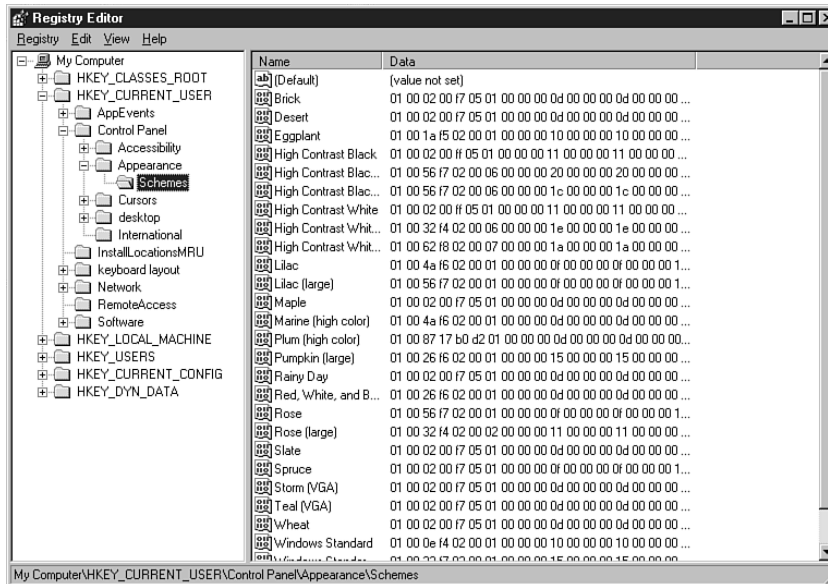 Registry Editor
Registry Edit View Help
My Computer
HKEY_CLASSES_ROOT
HKEY_CURRENT_USER
AppEvents
Control Panel
Accessibility
Appearance
Schemes
Cursors
desktop
International
InstallLocationsMRU
keyboard layout
Network
RemoteAccess
Software
HKEY_LOCAL_MACHINE
HKEY_USERS
HKEY_CURRENT_CONFIG
HKEY_DYN_DATA
Name Data
(Default) (value not set)
Brick 01 00 02 00 f7 05 01 00 00 00 0d 00 00 00 0d 00 00 00 ...
Desert 01 00 02 00 f7 05 01 00 00 00 0d 00 00 00 0d 00 00 00 ...
Eggplant 01 00 1a f5 02 00 01 00 00 00 10 00 00 00 10 00 00 00 ...
High Contrast Black 01 00 02 00 ff 05 01 00 00 00 11 00 00 00 11 00 00 00 ...
High Contrast Blac... 01 00 56 f7 02 00 06 00 00 00 20 00 00 00 20 00 00 00 ...
High Contrast Blac... 01 00 56 f7 02 00 06 00 00 00 1c 00 00 00 1c 00 00 00 ...
High Contrast White 01 00 02 00 ff 05 01 00 00 00 11 00 00 00 11 00 00 00 ...
High Contrast Whit... 01 00 32 f4 02 00 06 00 00 00 1e 00 00 00 1e 00 00 00 ...
High Contrast Whit... 01 00 62 f8 02 00 07 00 00 00 1a 00 00 00 1a 00 00 00 ...
Lilac 01 00 4a f6 02 00 01 00 00 00 0f 00 00 00 0f 00 00 00 1...
Lilac (large) 01 00 56 f7 02 00 01 00 00 00 0f 00 00 00 0f 00 00 00 1...
Maple 01 00 02 00 f7 05 01 00 00 00 0d 00 00 00 0d 00 00 00 ...
Marine (high color) 01 00 4a f6 02 00 01 00 00 00 0d 00 00 00 0d 00 00 00 ...
Plum (high color) 01 00 87 17 b0 d2 01 00 00 00 0d 00 00 00 0d 00 00 00...
Pumpkin (large) 01 00 26 f6 02 00 01 00 00 00 15 00 00 00 15 00 00 00 ...
Rainy Day 01 00 02 00 f7 05 01 00 00 00 0d 00 00 00 0d 00 00 00 ...
Red, White, and B... 01 00 26 f6 02 00 01 00 00 00 0d 00 00 00 0d 00 00 00 ...
Rose 01 00 56 f7 02 00 01 00 00 00 0f 00 00 00 0f 00 00 00 1...
Rose (large) 01 00 32 f4 02 00 02 00 00 00 11 00 00 00 11 00 00 00 ...
Slate 01 00 02 00 f7 05 01 00 00 00 0d 00 00 00 0d 00 00 00 ...
Spruce 01 00 02 00 f7 05 01 00 00 00 0f 00 00 00 0f 00 00 00 1...
Storm (VGA) 01 00 02 00 f7 05 01 00 00 00 0d 00 00 00 0d 00 00 00 ...
Teal (VGA) 01 00 02 00 f7 05 01 00 00 00 0d 00 00 00 0d 00 00 00 ...
Wheat 01 00 02 00 f7 05 01 00 00 00 0d 00 00 00 0d 00 00 00 ...
Windows Standard 01 00 0e f4 02 00 01 00 00 00 10 00 00 00 10 00 00 00 ...
My Computer\HKEY_CURRENT_USER\Control Panel\Appearance\Schemes